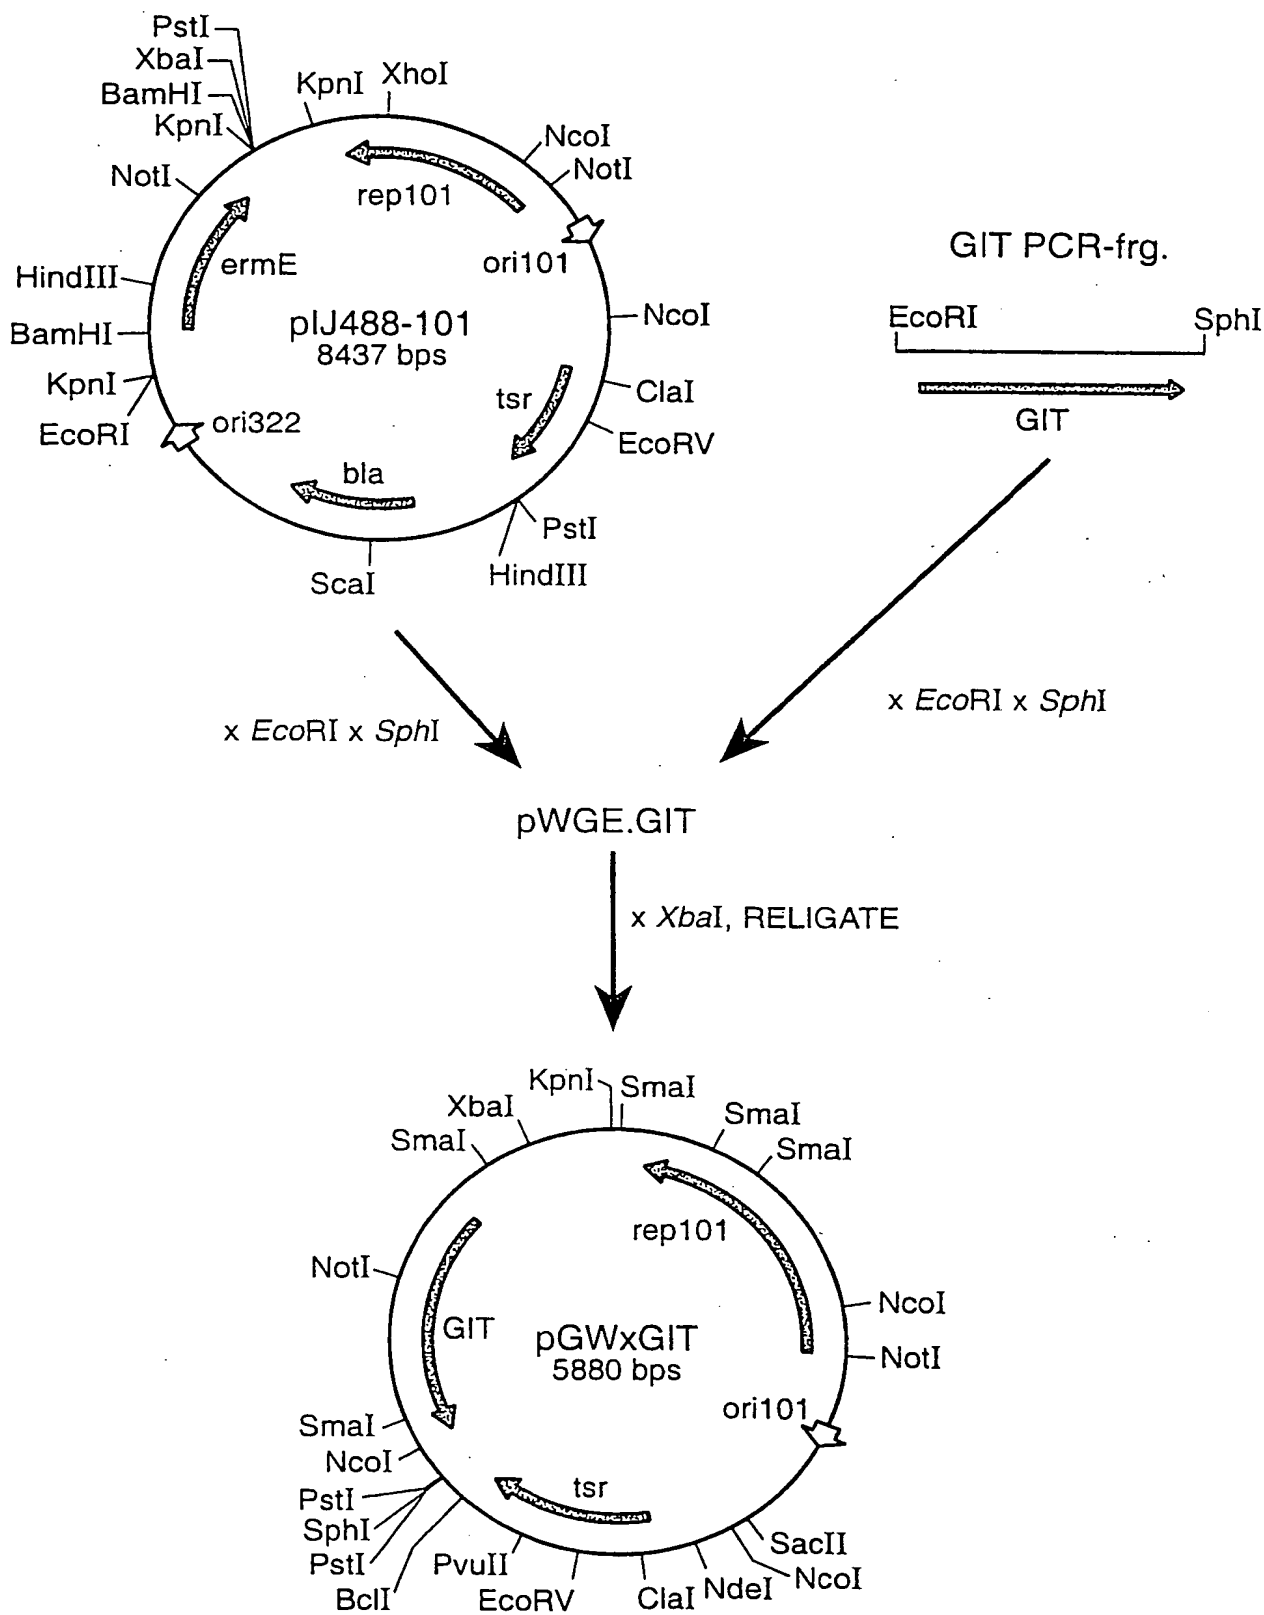 PstI
XbaI
BamHI
KpnI
KpnI
XhoI
NcoI
NotI
NotI
rep101
ori101
HindIII
ermE
BamHI
pIJ488-101
8437 bps
NcoI
KpnI
tsr
ClaI
EcoRI
ori322
EcoRV
bla
PstI
HindIII
ScaI
GIT PCR-frg.
EcoRI
SphI
GIT
x EcoRI x SphI
x EcoRI x SphI
pWGE.GIT
x XbaI, RELIGATE
KpnI
SmaI
XbaI
SmaI
SmaI
SmaI
rep101
NotI
NcoI
GIT
pGWxGIT
5880 bps
NotI
ori101
SmaI
NcoI
PstI
SphI
PstI
BclI
tsr
PvuII
EcoRV
ClaI
NdeI
NcoI
SacII